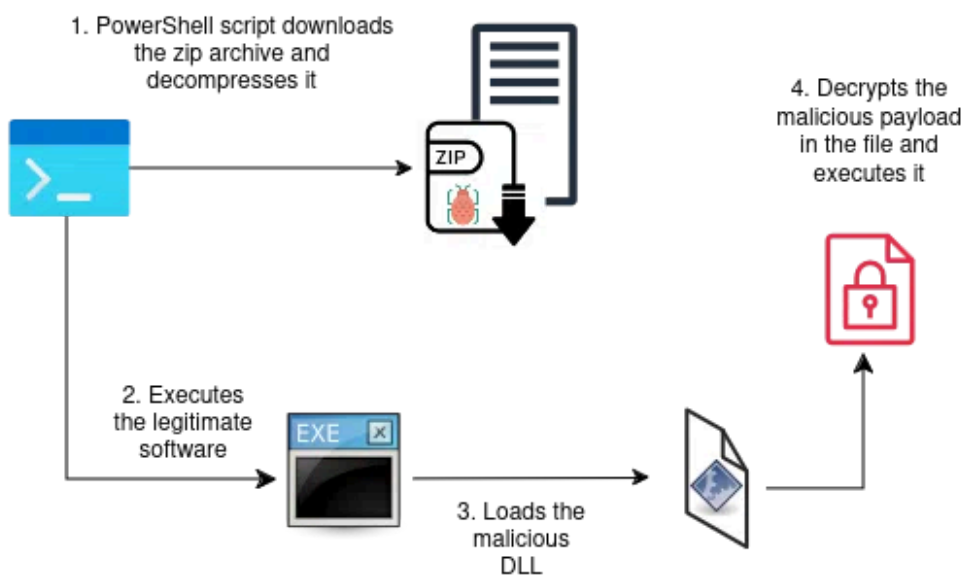 1. PowerShell script downloads
the zip archive and
decompresses it
4. Decrypts the
malicious payload
in the file and
executes it
ZIP
2. Executes
the legitimate
software
EXE
3. Loads the
malicious
DLL